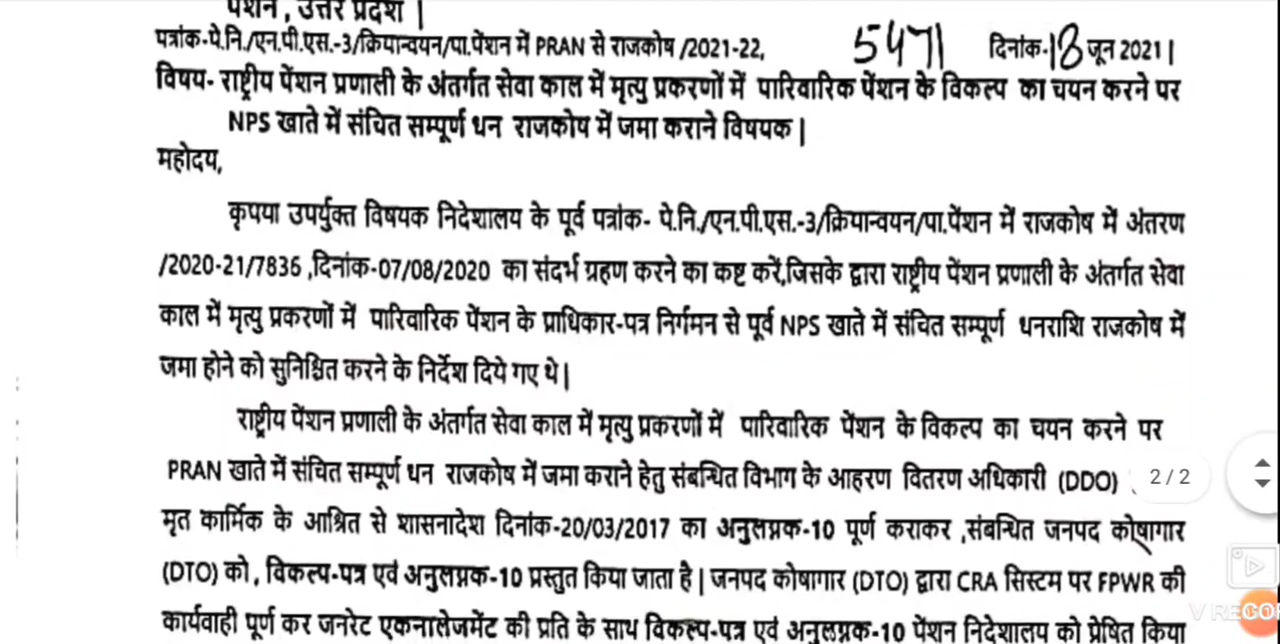 पेंशन , उत्तर प्रदेश |
पत्रांक-पे.नि./एन.पी.एस.-3/क्रियान्वयन/पा.पेंशन में PRAN से राजकोष /2021-22, 5471 दिनांक-18 जून 2021 |
विषय- राष्ट्रीय पेंशन प्रणाली के अंतर्गत सेवा काल में मृत्यु प्रकरणों में पारिवारिक पेंशन के विकल्प का चयन करने पर
NPS खाते में संचित सम्पूर्ण धन राजकोष में जमा कराने विषयक |
महोदय,
कृपया उपर्युक्त विषयक निदेशालय के पूर्व पत्रांक- पे.नि./एन.पी.एस.-3/क्रियान्वयन/पा.पेंशन में राजकोष में अंतरण
/2020-21/7836 ,दिनांक-07/08/2020 का संदर्भ ग्रहण करने का कष्ट करें,जिसके द्वारा राष्ट्रीय पेंशन प्रणाली के अंतर्गत सेवा
काल में मृत्यु प्रकरणों में पारिवारिक पेंशन के प्राधिकार-पत्र निर्गमन से पूर्व NPS खाते में संचित सम्पूर्ण धनराशि राजकोष में
जमा होने को सुनिश्चित करने के निर्देश दिये गए थे |
राष्ट्रीय पेंशन प्रणाली के अंतर्गत सेवा काल में मृत्यु प्रकरणों में पारिवारिक पेंशन के विकल्प का चयन करने पर
PRAN खाते में संचित सम्पूर्ण धन राजकोष में जमा कराने हेतु संबन्धित विभाग के आहरण वितरण अधिकारी (DDO) 2/2
मृत कार्मिक के आश्रित से शासनादेश दिनांक-20/03/2017 का अनुलग्नक-10 पूर्ण कराकर ,संबन्धित जनपद कोषागार
(DTO) को , विकल्प-पत्र एवं अनुलग्नक-10 प्रस्तुत किया जाता है | जनपद कोषागार (DTO) द्वारा CRA सिस्टम पर FPWR की
कार्यवाही पूर्ण कर जनरेट एकनालेजमेंट की प्रति के साथ विकल्प-पत्र एवं अनुलग्नक-10 पेंशन निदेशालय को प्रेषित किया